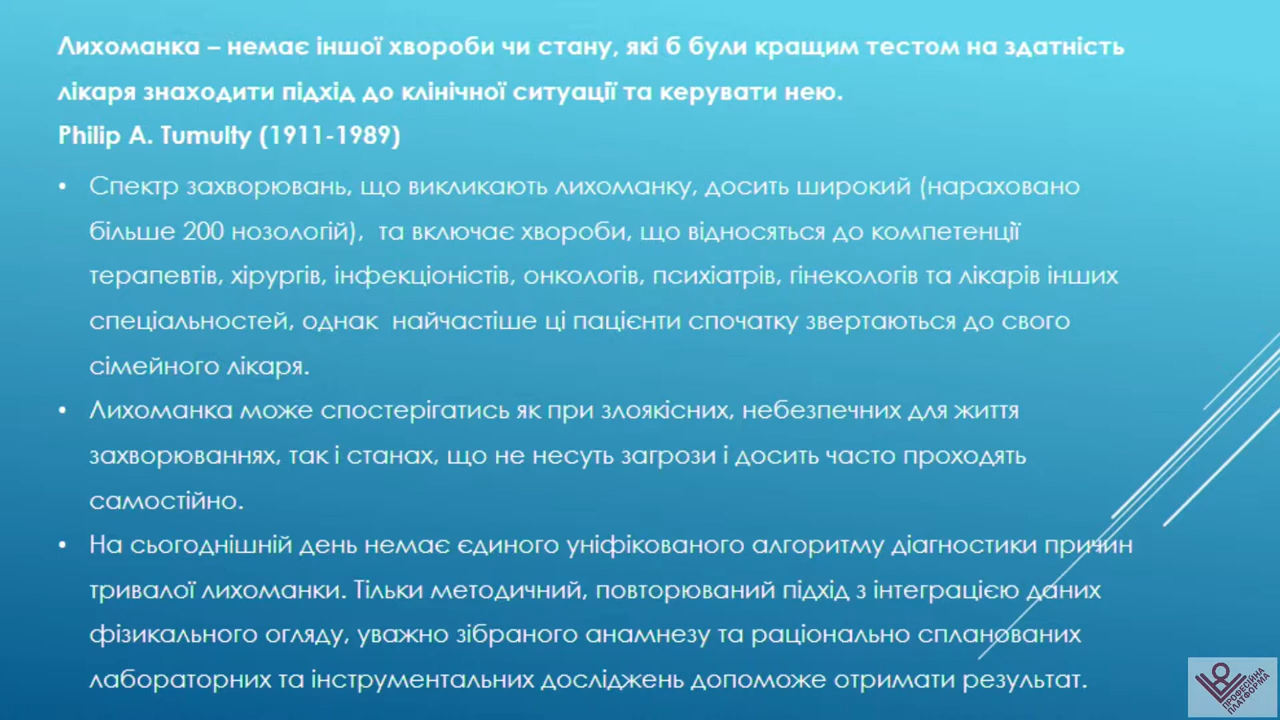 Лихоманка – немає іншої хвороби чи стану, які б були кращим тестом на здатність
лікаря знаходити підхід до клінічної ситуації та керувати нею.
Philip A. Tumulty (1911-1989)
• Спектр захворювань, що викликають лихоманку, досить широкий (нараховано
більше 200 нозологій), та включає хвороби, що відносяться до компетенції
терапевтів, хірургів, інфекціоністів, онкологів, психіатрів, гінекологів та лікарів інших
спеціальностей, однак найчастіше ці пацієнти спочатку звертаються до свого
сімейного лікаря.
• Лихоманка може спостерігатись як при злоякісних, небезпечних для життя
захворюваннях, так і станах, що не несуть загрози і досить часто проходять
самостійно.
• На сьогоднішній день немає єдиного уніфікованого алгоритму діагностики причин
тривалої лихоманки. Тільки методичний, повторюваний підхід з інтеграцією даних
фізикального огляду, уважно зібраного анамнезу та раціонально спланованих
лабораторних та інструментальних досліджень допоможе отримати результат.
ПРОФЕСІЙНА
ПЛАТФОРМА